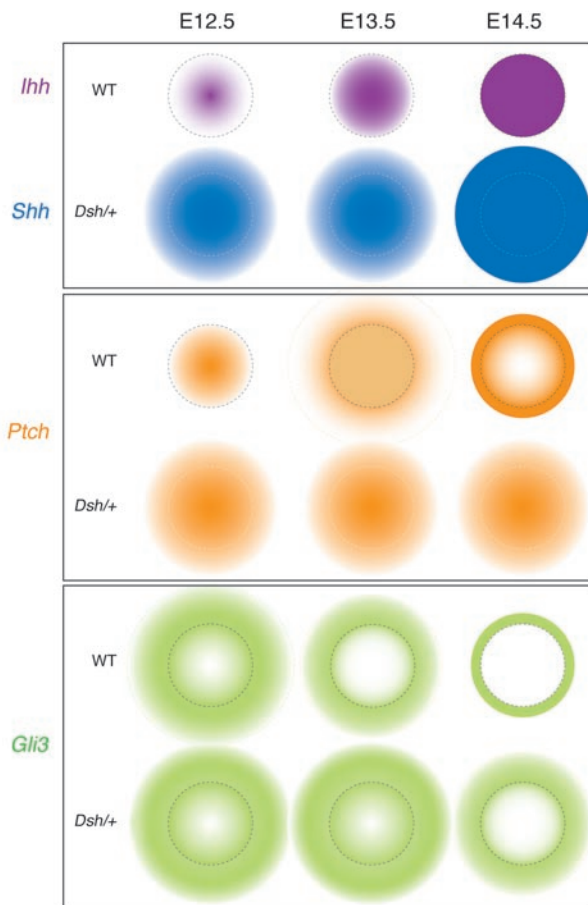 E12.5 E13.5 E14.5
Ihh
WT
Shh
Dsh/+
WT
Ptch
Dsh/+
WT
Gli3
Dsh/+